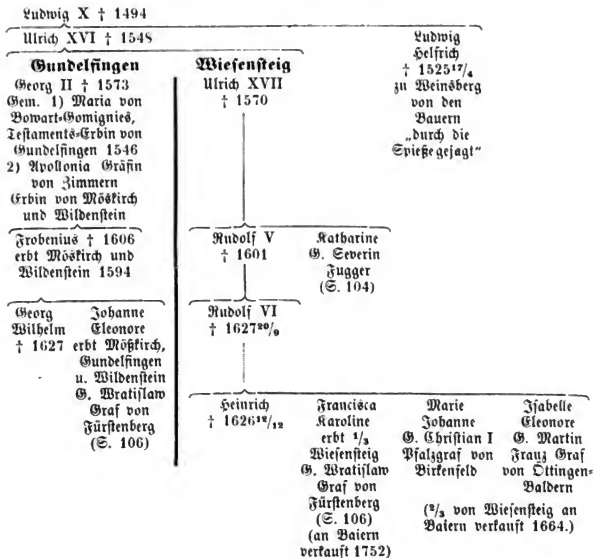 Ludwig X † 1494
Ulrich XVI † 1548
Ludwig
Helfrich
† 1525 17/4
zu Weinsberg
von den
Bauern
„durch die
Spieße gejagt“
Gundelfingen
Georg II † 1573
Gem. 1) Maria von
Bowart-Gomignies,
Testaments-Erbin von
Gundelfingen 1546
2) Apollonia Gräfin
von Zimmern
Erbin von Möskirch
und Wildenstein
Wiesensteig
Ulrich XVII
† 1570
Frobenius † 1606
erbt Möskirch und
Wildenstein 1594
Rudolf V
† 1601
Katharine
G. Severin
Fugger
(S. 104)
Georg
Wilhelm
† 1627
Johanne
Eleonore
erbt Mößkirch,
Gundelfingen
u. Wildenstein
G. Wratislaw
Graf von
Fürstenberg
(S. 106)
Rudolf VI
† 1627 20/9
Heinrich
† 1626 12/12
Francisca
Karoline
erbt 1/3
Wiesensteig
G. Wratislaw
Graf von
Fürstenberg
(S. 106)
(an Baiern
verkauft 1752)
Marie
Johanne
G. Christian I
Pfalzgraf von
Birkenfeld
Isabelle
Eleonore
G. Martin
Franz Graf
von Öttingen-
Baldern
(2/3 von Wiesensteig an
Baiern verkauft 1664.)